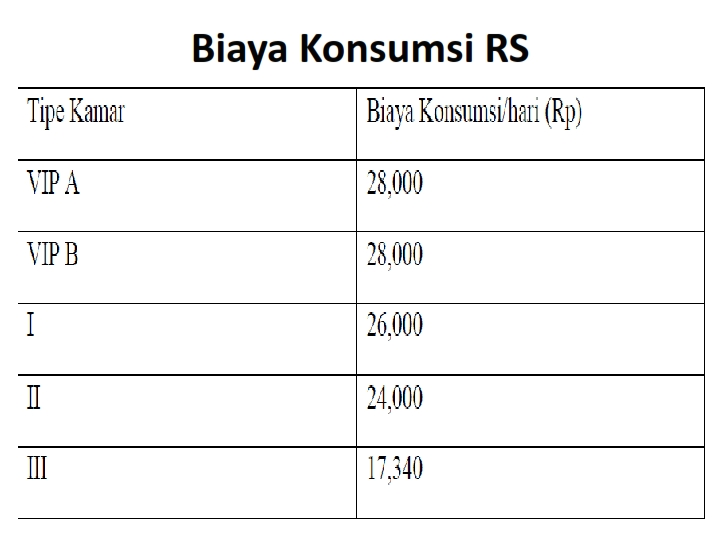 Biaya Konsumsi RS
Tipe Kamar Biaya Konsumsi/hari (Rp)
VIP A 28,000
VIP B 28,000
I 26,000
II 24,000
III 17,340